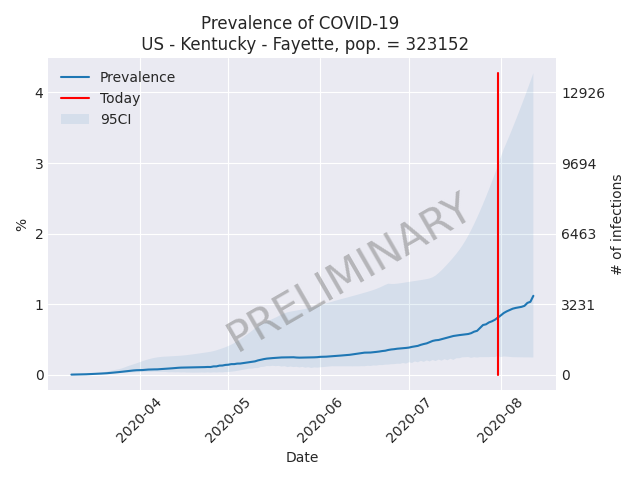 Prevalence of COVID-19
US - Kentucky - Fayette, pop. = 323152
Prevalence
Today
95CI
4
3
2
1
0
%
12926
9694
6463
3231
0
# of infections
PRELIMINARY
2020-04
2020-05
2020-06
2020-07
2020-08
Date